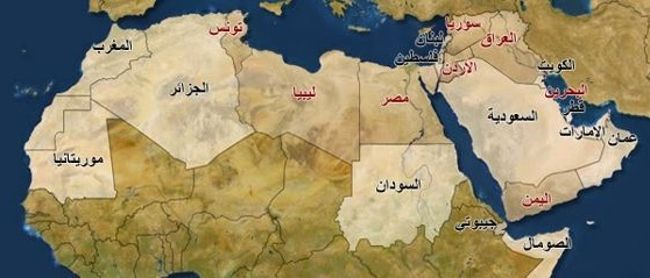 سوريا
تونس
لبنان
العراق
المغرب
فلسطين
الاردن
الكويت
الجزائر
ليبيا
مصر
البحرين
قطر
السعودية
الإمارات
عمان
موريتانيا
السودان
اليمن
جيبوتي
الصومال